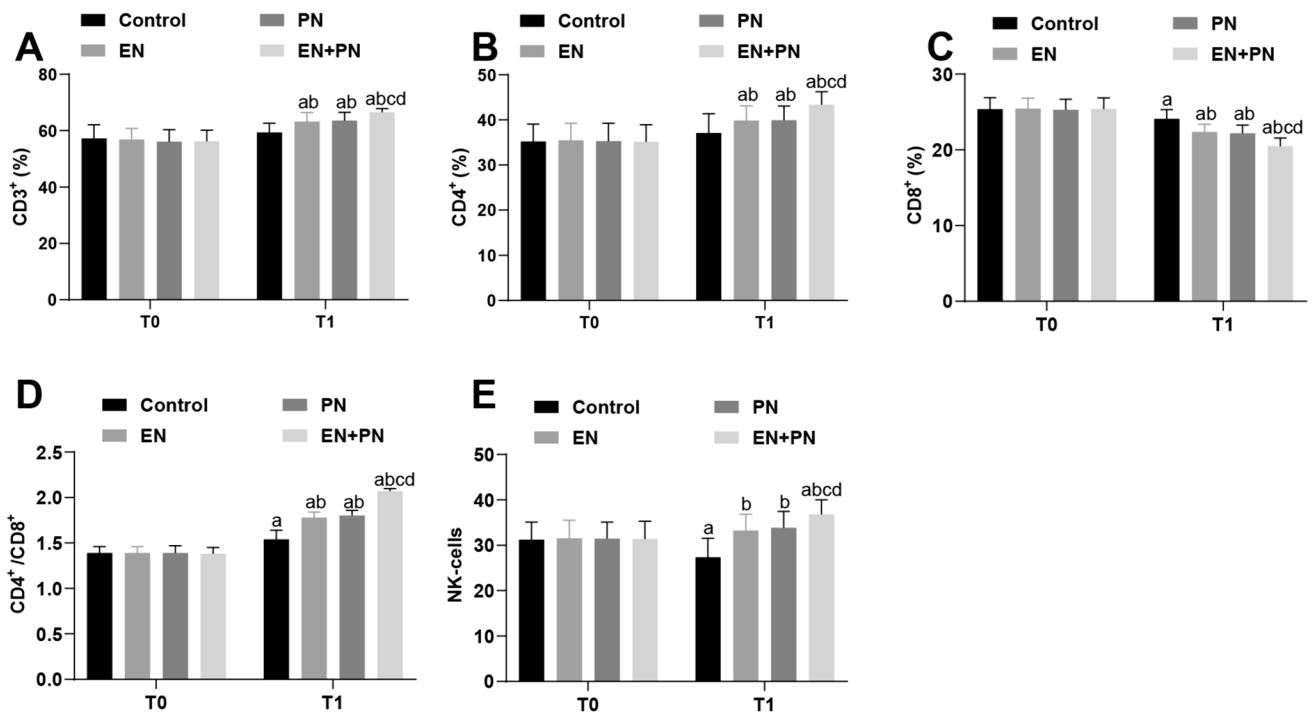 A
Control
PN
EN
EN+PN
CD3+ (%)
80
60
40
20
0
ab
ab
abcd
T0
T1
B
Control
PN
EN
EN+PN
CD4+ (%)
50
40
30
20
10
0
ab
ab
abcd
T0
T1
C
Control
PN
EN
EN+PN
CD8+ (%)
30
20
10
0
a
ab
ab
abcd
T0
T1
D
Control
PN
EN
EN+PN
CD4+ /CD8+
2.5
2.0
1.5
1.0
0.5
0.0
a
ab
ab
abcd
T0
T1
E
Control
PN
EN
EN+PN
NK-cells
50
40
30
20
10
0
a
b
b
abcd
T0
T1